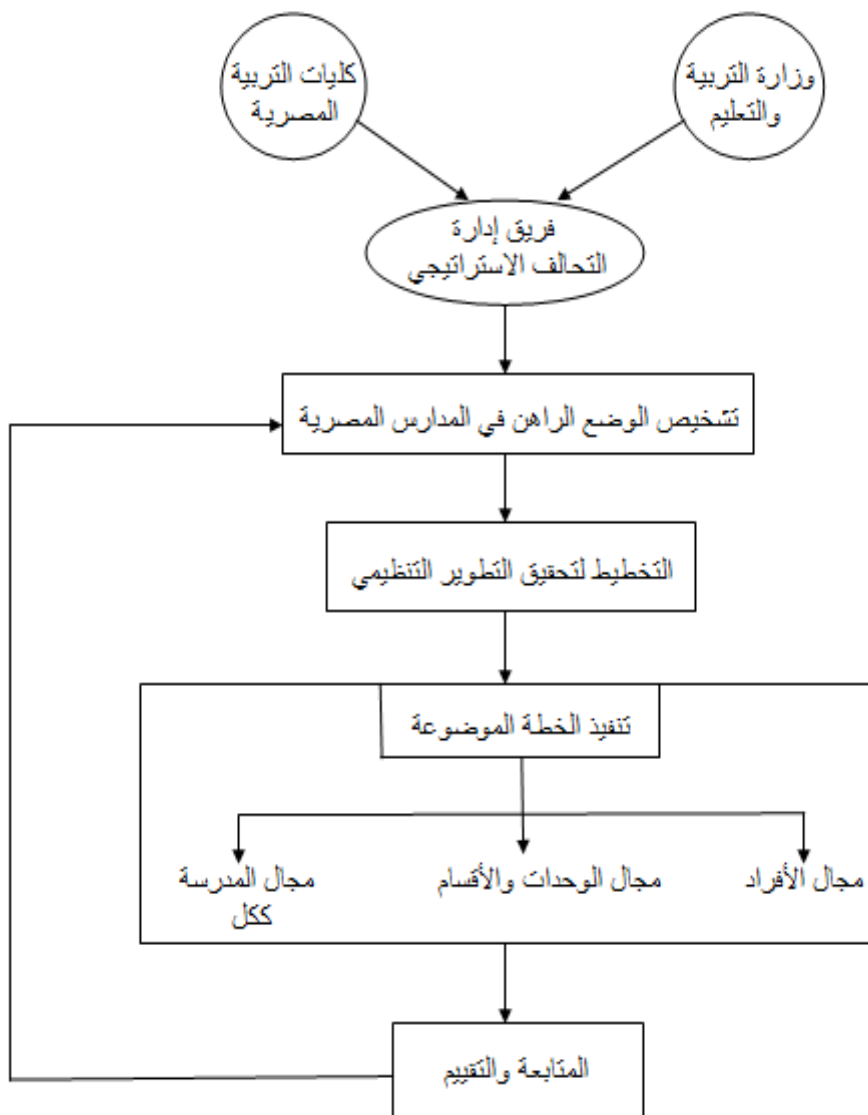 وزارة التربية
والتعليم
كليات التربية
المصرية
فريق إدارة
التحالف الاستراتيجي
تشخيص الوضع الراهن في المدارس المصرية
التخطيط لتحقيق التطوير التنظيمي
تنفيذ الخطة الموضوعة
مجال الأفراد
مجال الوحدات والأقسام
مجال المدرسة
ككل
المتابعة والتقييم